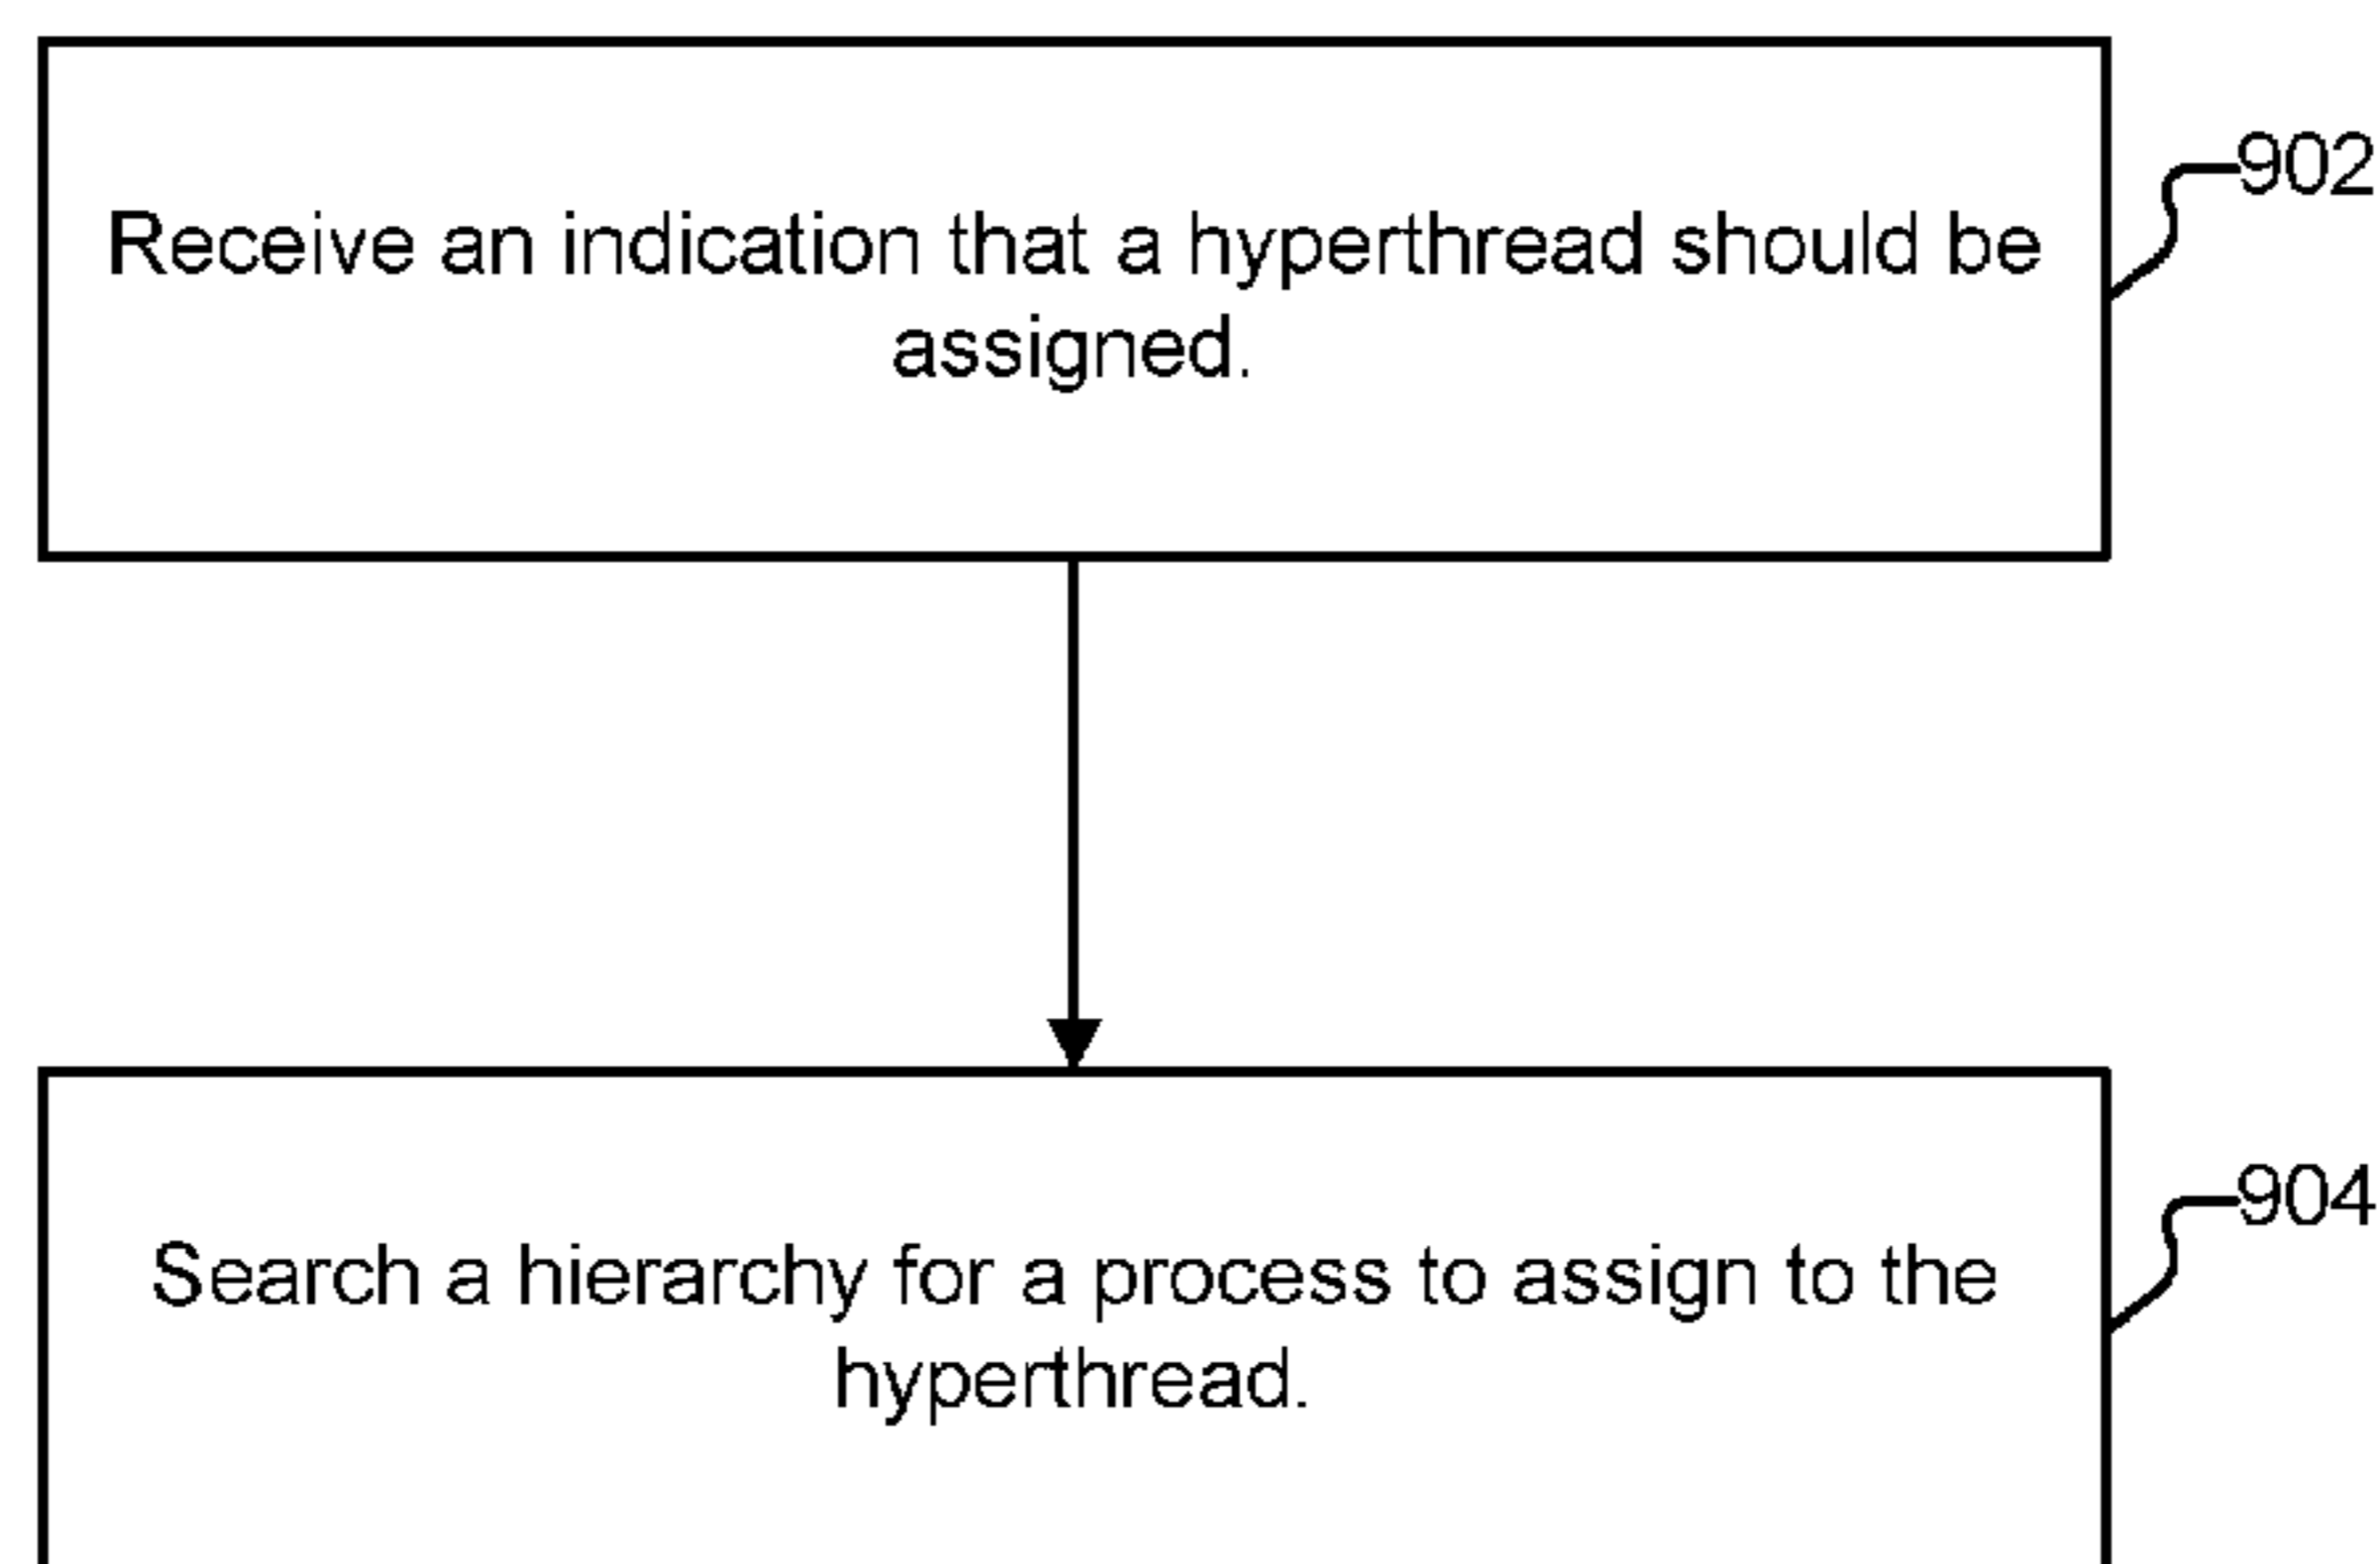 902
Receive an indication that a hyperthread should be
assigned.
904
Search a hierarchy for a process to assign to the
hyperthread.